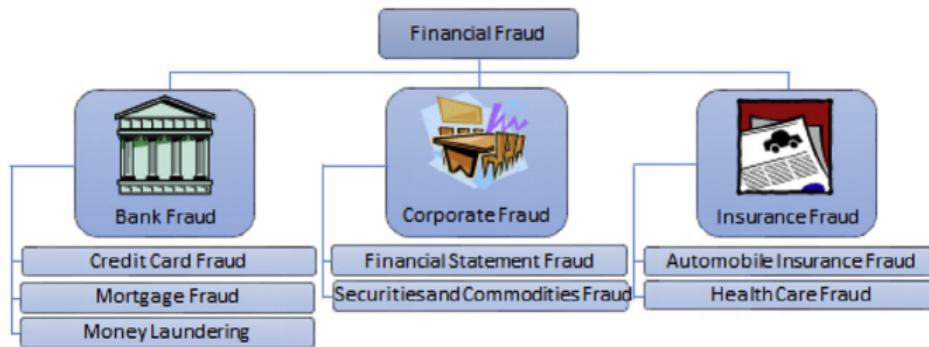 Financial Fraud
Bank Fraud
Corporate Fraud
Insurance Fraud
Credit Card Fraud
Mortgage Fraud
Money Laundering
Financial Statement Fraud
Securities and Commodities Fraud
Automobile Insurance Fraud
Health Care Fraud